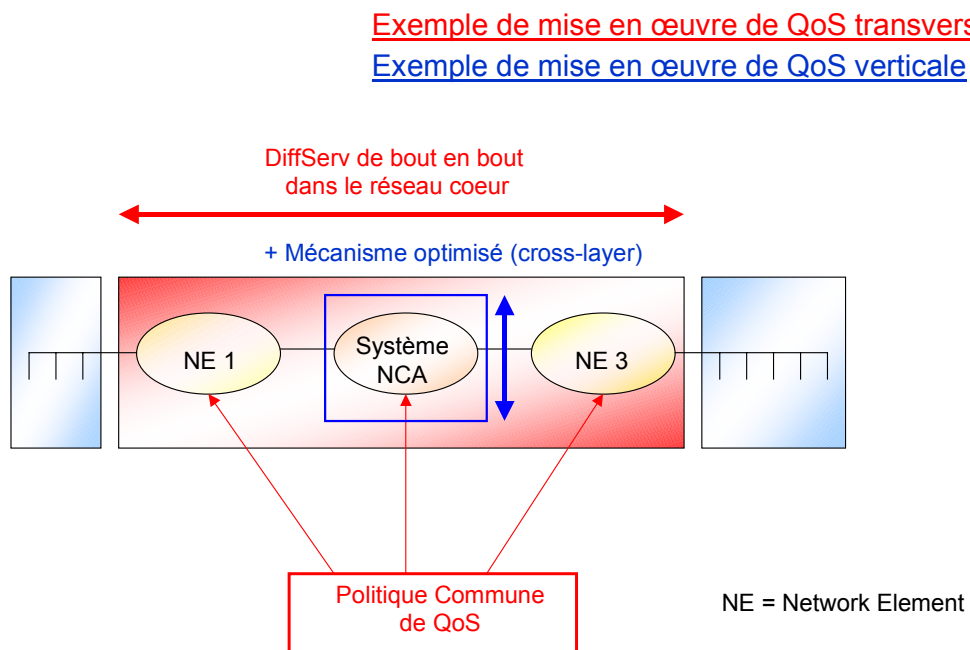 Exemple de mise en œuvre de QoS transvers
Exemple de mise en œuvre de QoS verticale
DiffServ de bout en bout
dans le réseau coeur
+ Mécanisme optimisé (cross-layer)
NE 1
Système
NCA
NE 3
Politique Commune
de QoS
NE = Network Element